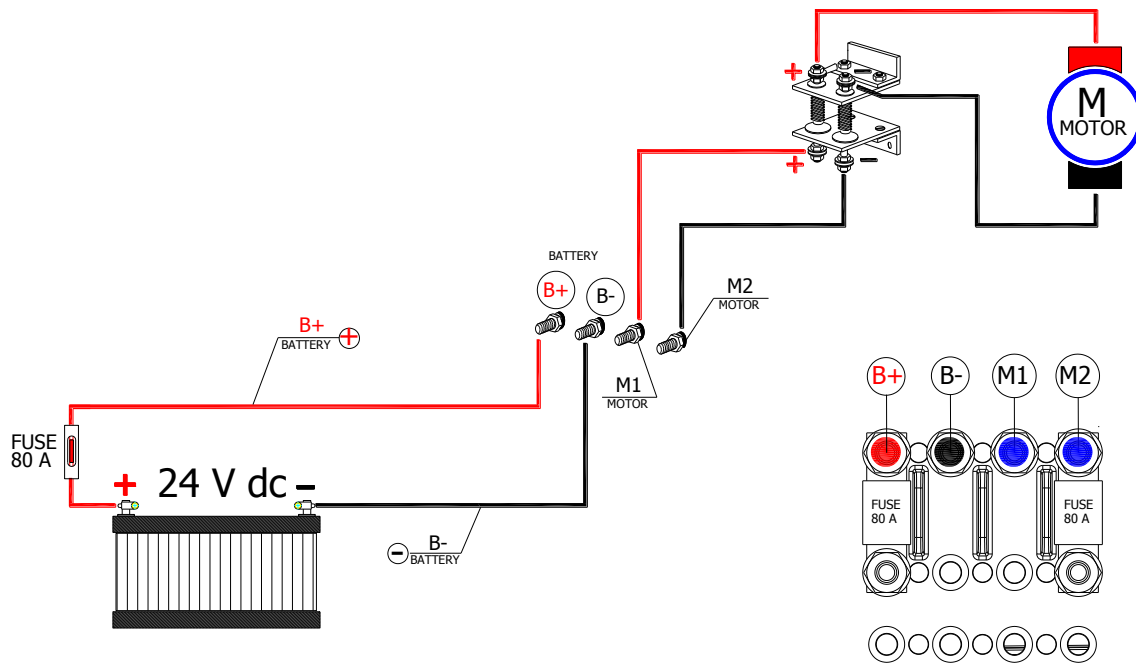 M
MOTOR
+
−
+
−
BATTERY
B+
B-
M2
MOTOR
B+
BATTERY +
M1
MOTOR
FUSE
80 A
+ 24 V dc -
− B-
BATTERY
B+ B- M1 M2
FUSE
80 A
FUSE
80 A